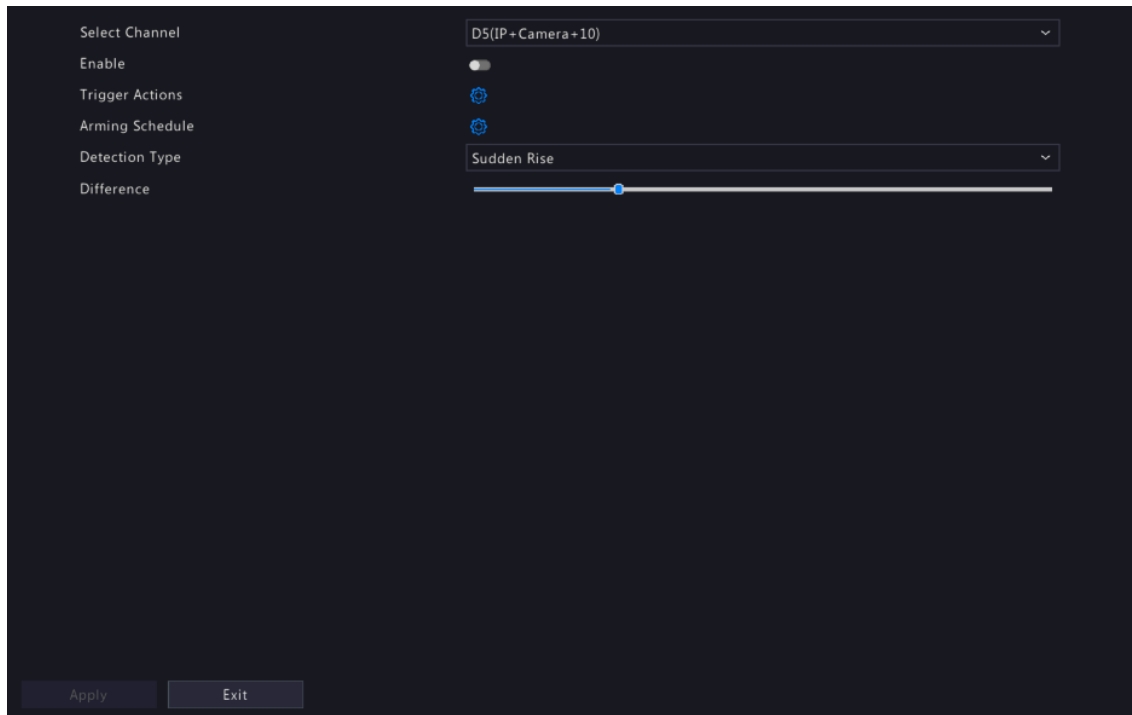 Select Channel D5(IP+Camera+10)
Enable
Trigger Actions
Arming Schedule
Detection Type Sudden Rise
Difference
Apply Exit